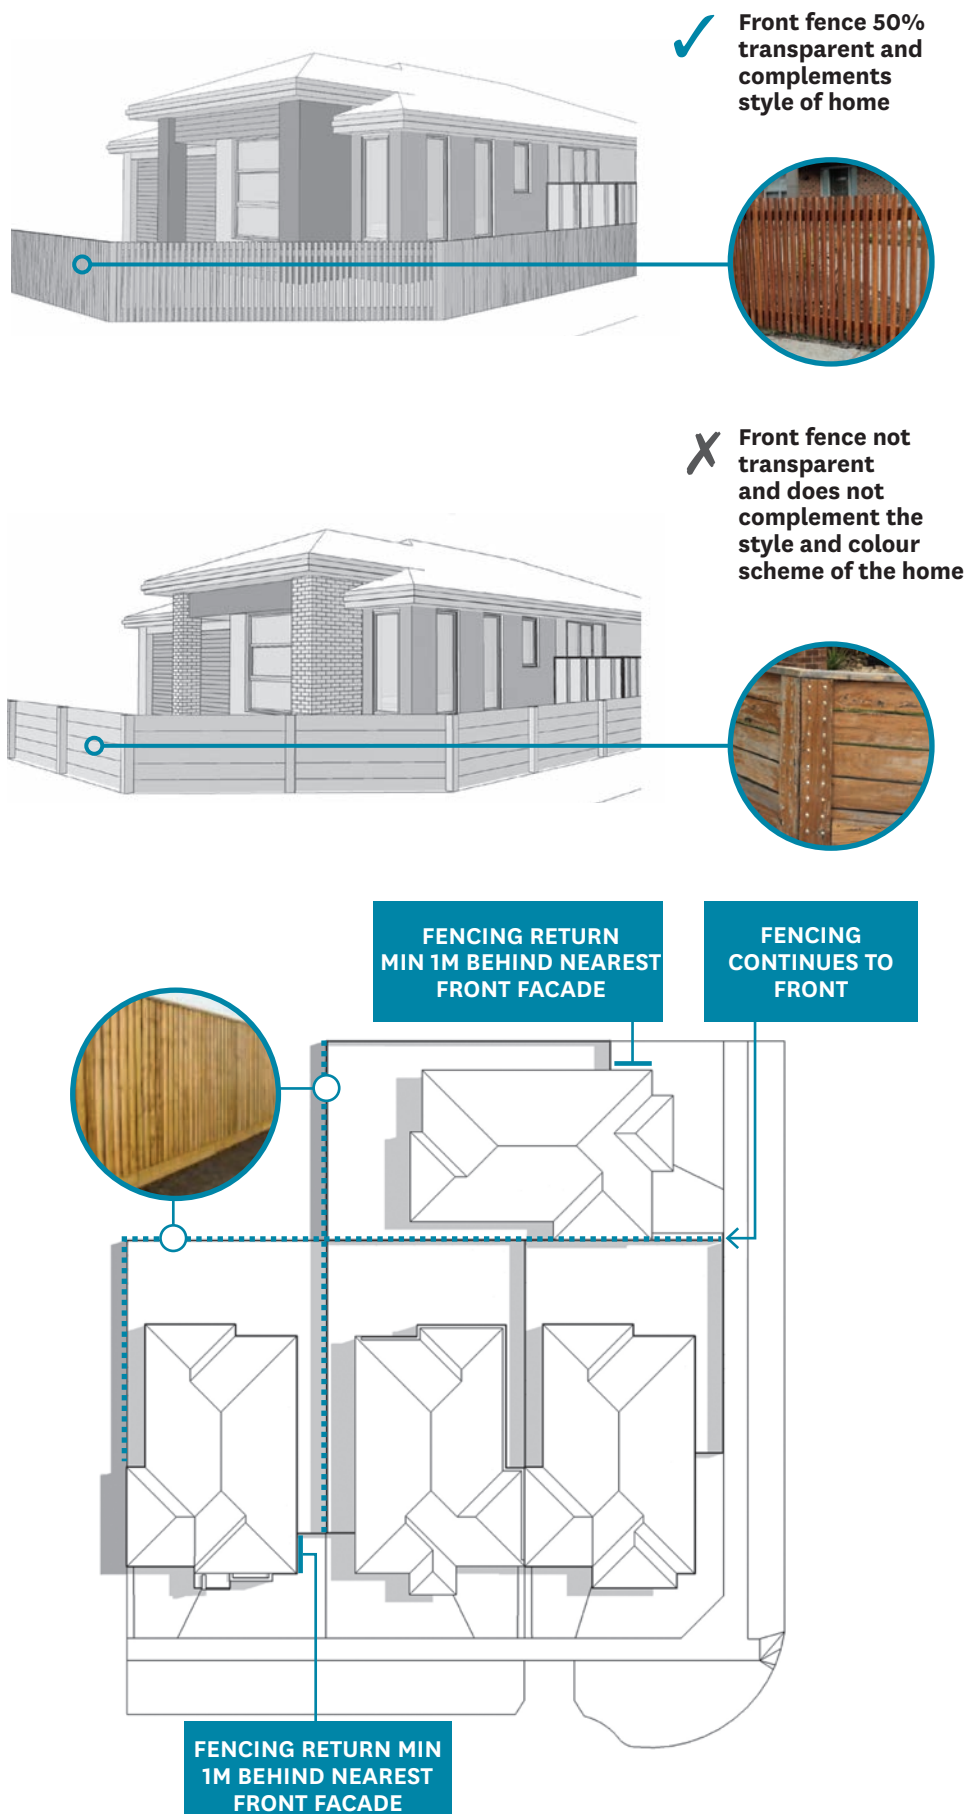 Front fence 50%
transparent and
complements
style of home
Front fence not
transparent
and does not
complement the
style and colour
scheme of the home
FENCING RETURN
MIN 1M BEHIND NEAREST
FRONT FACADE
FENCING
CONTINUES TO
FRONT
FENCING RETURN MIN
1M BEHIND NEAREST
FRONT FACADE